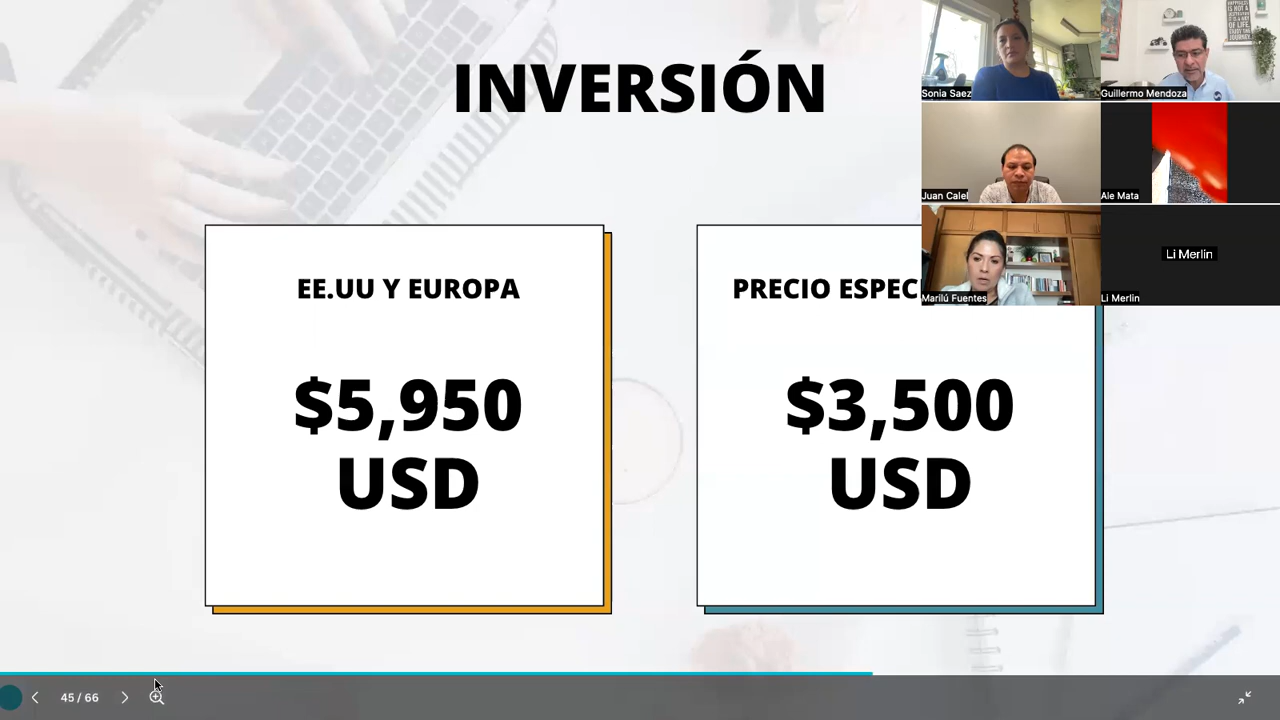 INVERSIÓN
EE.UU Y EUROPA
$5,950
USD
PRECIO ESPEC
$3,500
USD
Sonia Saez
Guillermo Mendoza
Juan Calel
Ale Mata
Li Merlin
Marilú Fuentes
Li Merlin
45 / 66